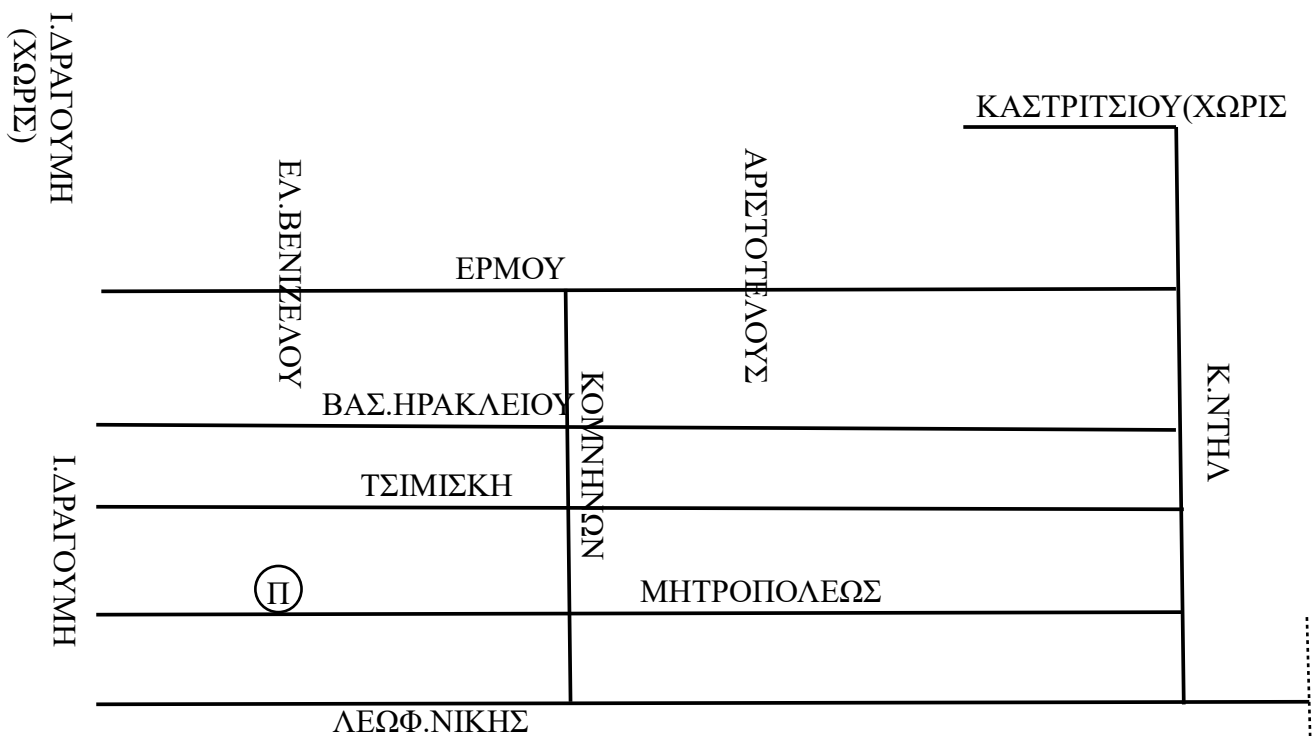 Ι.ΔΡΑΓΟΥΜΗ
(ΧΩΡΙΣ)
ΚΑΣΤΡΙΤΣΙΟΥ(ΧΩΡΙΣ
ΕΛ.ΒΕΝΙΖΕΛΟΥ
ΑΡΙΣΤΟΤΕΛΟΥΣ
ΕΡΜΟΥ
Κ.ΝΤΗΛ
ΒΑΣ.ΗΡΑΚΛΕΙΟΥ
ΚΟΜΝΗΝΩΝ
Ι.ΔΡΑΓΟΥΜΗ
ΤΣΙΜΙΣΚΗ
Π
ΜΗΤΡΟΠΟΛΕΩΣ
ΛΕΩΦ.ΝΙΚΗΣ